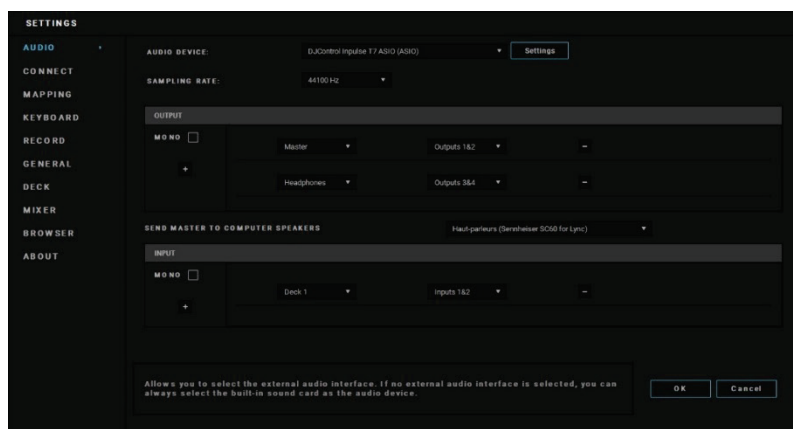 SETTINGS
AUDIO
CONNECT
MAPPING
KEYBOARD
RECORD
GENERAL
DECK
MIXER
BROWSER
ABOUT
AUDIO DEVICE: DJControl Inpulse T7 ASIO (ASIO) Settings
SAMPLING RATE: 44100 Hz
OUTPUT
MONO
+
Master Outputs 1&2 −
Headphones Outputs 3&4 −
SEND MASTER TO COMPUTER SPEAKERS Haut-parleurs (Sennheiser SC60 for Lync)
INPUT
MONO
+
Deck 1 Inputs 1&2 −
Allows you to select the external audio interface. If no external audio interface is selected, you can
always select the built-in sound card as the audio device.
OK Cancel